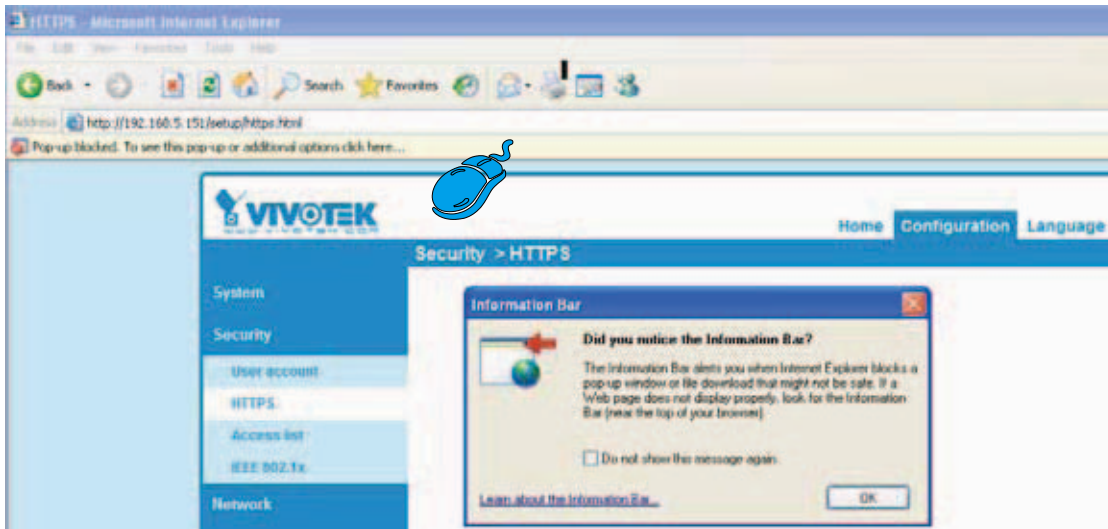 HTTPS - Microsoft Internet Explorer
File Edit View Favorites Tools Help
Back Search Favorites
Address http://192.168.5.151/setup/https.html
Pop-up blocked. To see this pop-up or additional options click here...
VIVOTEK
Home Configuration Language
Security > HTTPS
System
Security
User account
HTTPS
Access list
IEEE 802.1x
Network
Information Bar
Did you notice the Information Bar?
The Information Bar alerts you when Internet Explorer blocks a
pop-up window or file download that might not be safe. If a
Web page does not display properly, look for the Information
Bar (near the top of your browser)
Do not show this message again
Learn about the Information Bar...
OK